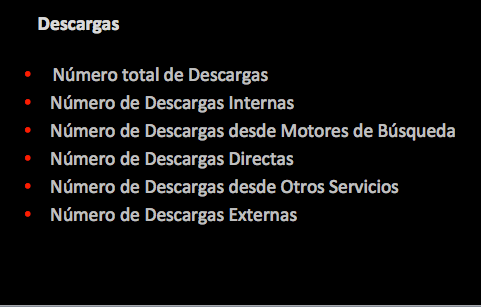 Descargas
• Número total de Descargas
• Número de Descargas Internas
• Número de Descargas desde Motores de Búsqueda
• Número de Descargas Directas
• Número de Descargas desde Otros Servicios
• Número de Descargas Externas